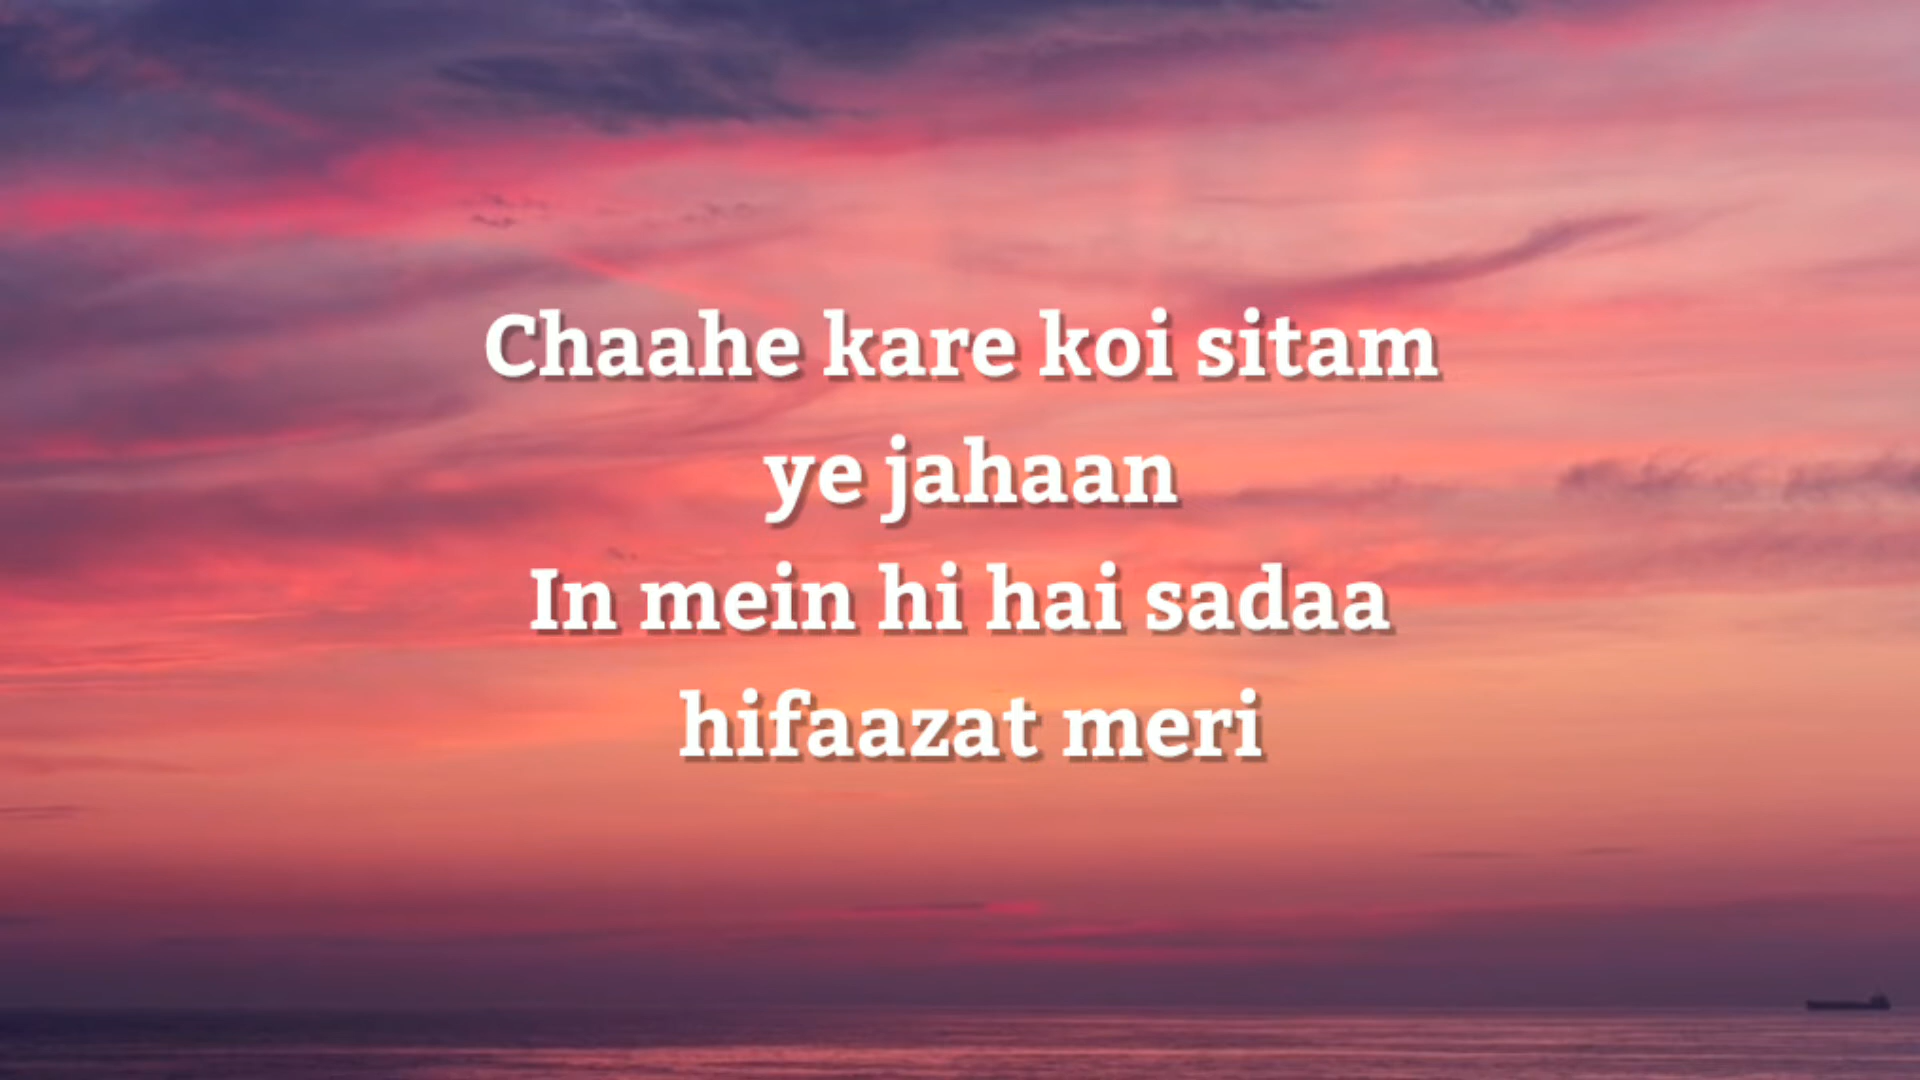 Chaahe kare koi sitam
ye jahaan
In mein hi hai sadaa
hifaazat meri